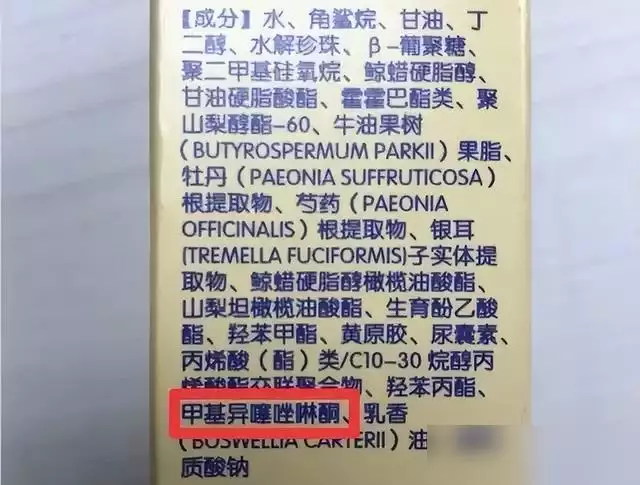 【成分】水、角鲨烷、甘油、丁
二醇、水解珍珠、β-葡聚糖、
聚二甲基硅氧烷、鲸蜡硬脂醇、
甘油硬脂酸酯、霍霍巴酯类、聚
山梨醇酯-60、牛油果树
(BUTYROSPERMUM PARKII)果脂、
牡丹(PAEONIA SUFFRUTICOSA)
根提取物、芍药(PAEONIA
OFFICINALIS)根提取物、银耳
(TREMELLA FUCIFORMIS)子实体提
取物、鲸蜡硬脂醇橄榄油酸酯、
山梨坦橄榄油酸酯、生育酚乙酸
酯、羟苯甲酯、黄原胶、尿囊素、
丙烯酸(酯)类/C10-30 烷醇丙
烯酸酯交联聚合物、羟苯丙酯、
甲基异噻唑啉酮、乳香
(BOSWELLIA CARTERII)油
质酸钠